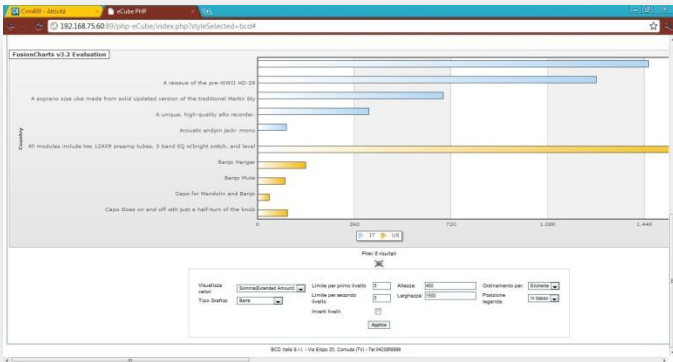 Com400 - Attività
eCube PHP
192.168.75.60:89/php-eCube/index.php?styleSelected=bcd#
FusionCharts v3.2 Evaluation
A reissue of the pre-WWII HD-28
A soprano size uke made from solid Updated version of the traditional Martin Sty
A unique, high-quality alto recorder.
Acoustic endpin jack- mono
All modules include two 12AX9 preamp tubes, 3 band EQ w/bright switch, and level
Banjo Hanger
Banjo Mute
Capo for Mandolin and Banjo
Capo Goes on and off with just a half-turn of the knob
Country
0 360 720 1.08K 1.44K
IT US
Primi 5 risultati
Visualizza valori Somma(Extended Amount) Limite per primo livello 5 Altezza: 400 Ordinamento per: Etichette
Tipo Grafico Barre Limite per secondo livello 5 Larghezza: 1500 Posizione legenda: In basso
Inverti livelli
Applica
BCD Italia S.r.l. - Via Erizzo 25, Cornuda (TV) - Tel